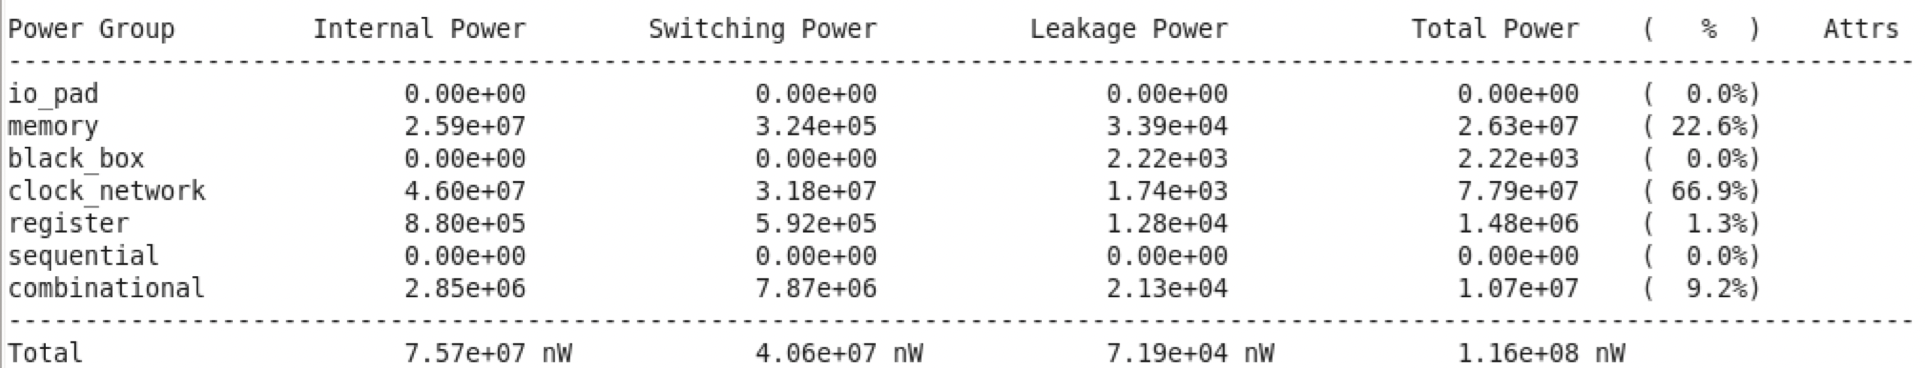 Power Group         Internal Power        Switching Power          Leakage Power            Total Power    (   %  )    Attrs
------------------------------------------------------------------------------------------------------------------------------
io_pad                    0.00e+00               0.00e+00               0.00e+00               0.00e+00    (  0.0%)
memory                    2.59e+07               3.24e+05               3.39e+04               2.63e+07    ( 22.6%)
black_box                 0.00e+00               0.00e+00               2.22e+03               2.22e+03    (  0.0%)
clock_network             4.60e+07               3.18e+07               1.74e+03               7.79e+07    ( 66.9%)
register                  8.80e+05               5.92e+05               1.28e+04               1.48e+06    (  1.3%)
sequential                0.00e+00               0.00e+00               0.00e+00               0.00e+00    (  0.0%)
combinational             2.85e+06               7.87e+06               2.13e+04               1.07e+07    (  9.2%)
------------------------------------------------------------------------------------------------------------------------------
Total                     7.57e+07 nW            4.06e+07 nW            7.19e+04 nW            1.16e+08 nW